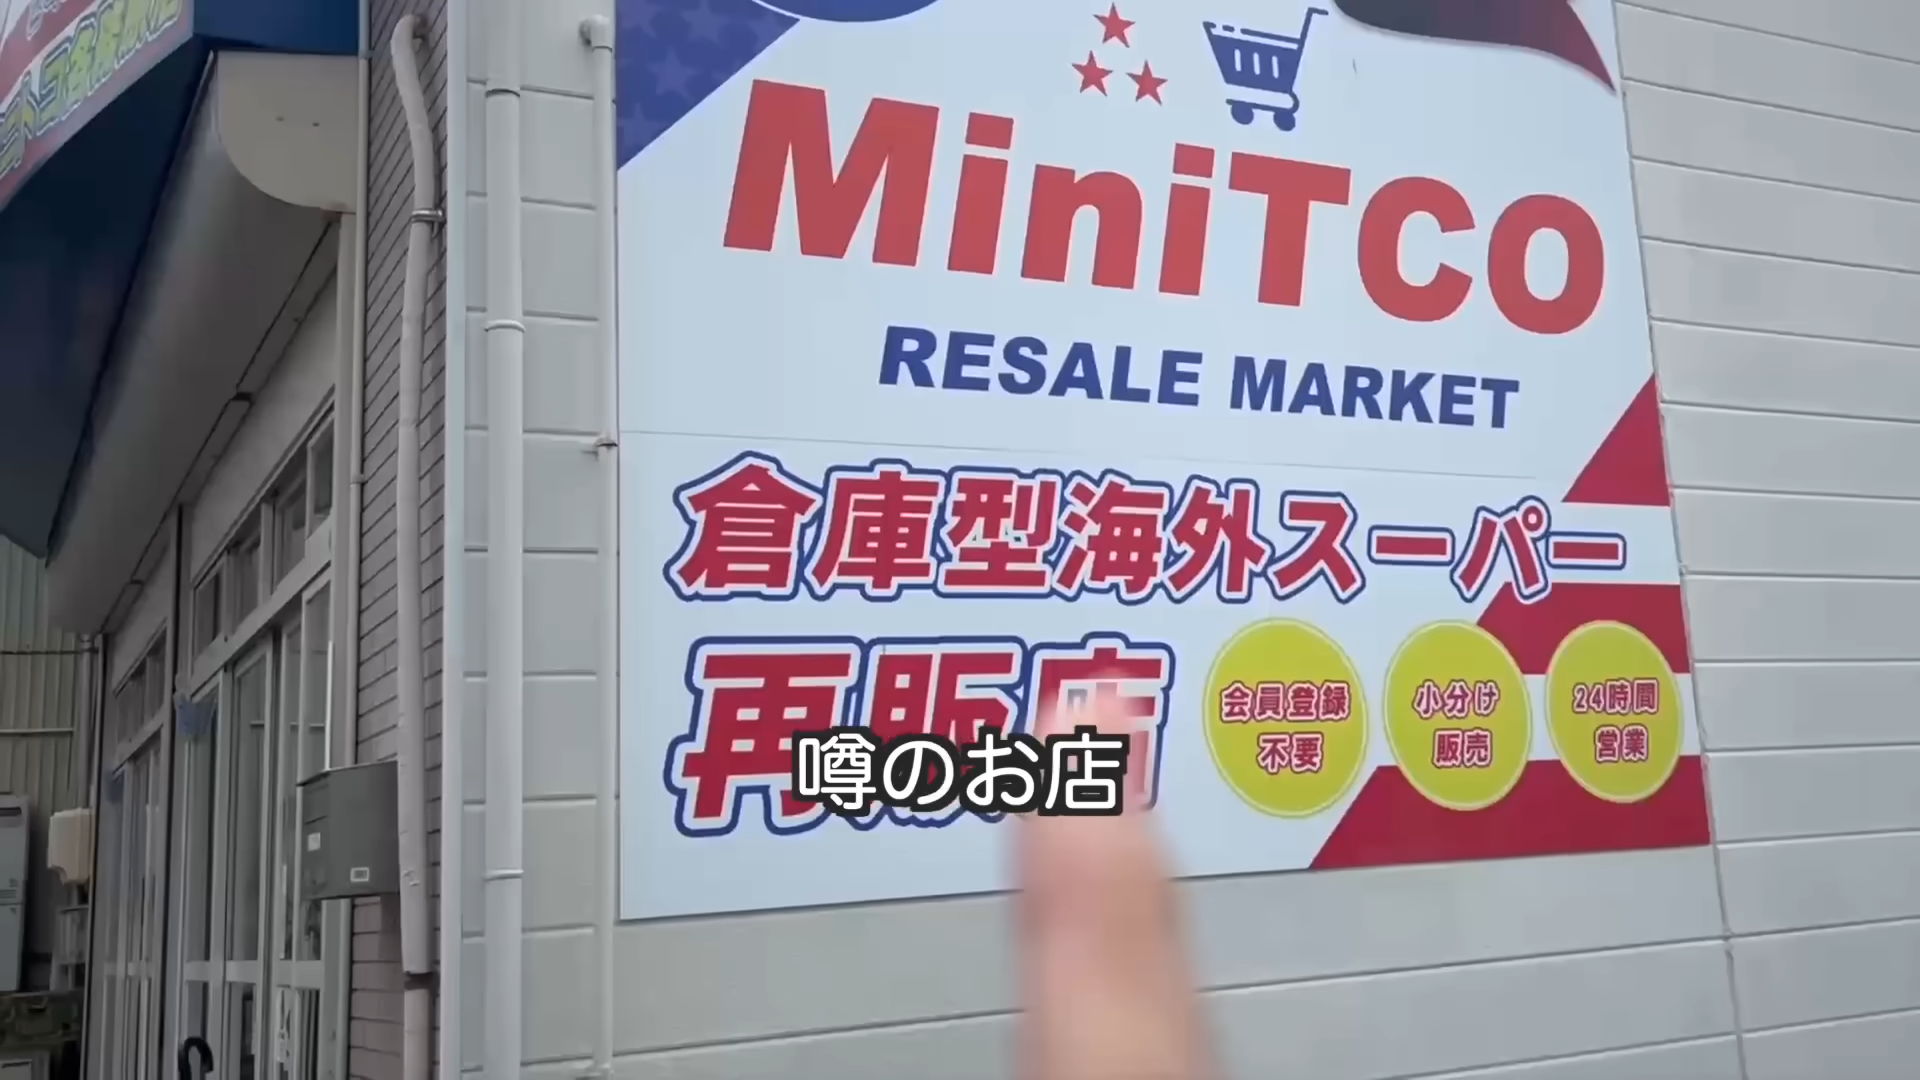 MiniTCO
RESALE MARKET
倉庫型海外スーパー
再販店
会員登録
不要
小分け
販売
24時間
営業
噂のお店